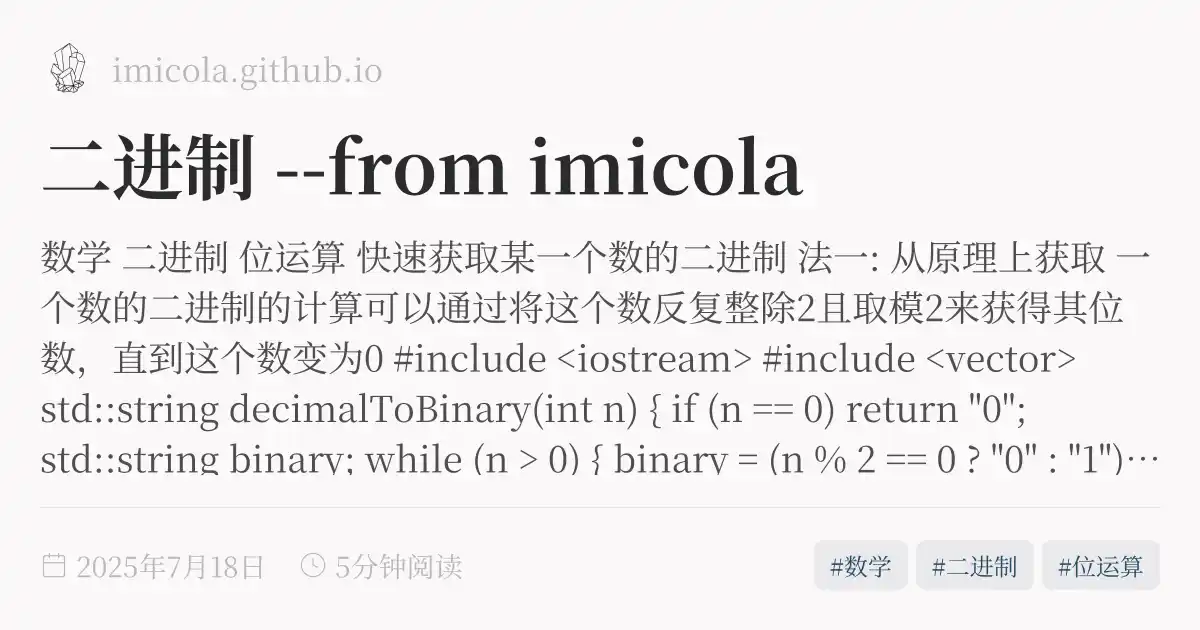 imicola.github.io
二进制 --from imicola
数学 二进制 位运算 快速获取某一个数的二进制 法一: 从原理上获取 一
个数的二进制的计算可以通过将这个数反复整除2且取模2来获得其位
数，直到这个数变为0 #include <iostream> #include <vector>
std::string decimalToBinary(int n) { if (n == 0) return "0";
std::string binary; while (n > 0) { binary = (n % 2 == 0 ? "0" : "1")…
2025年7月18日 5分钟阅读 #数学 #二进制 #位运算